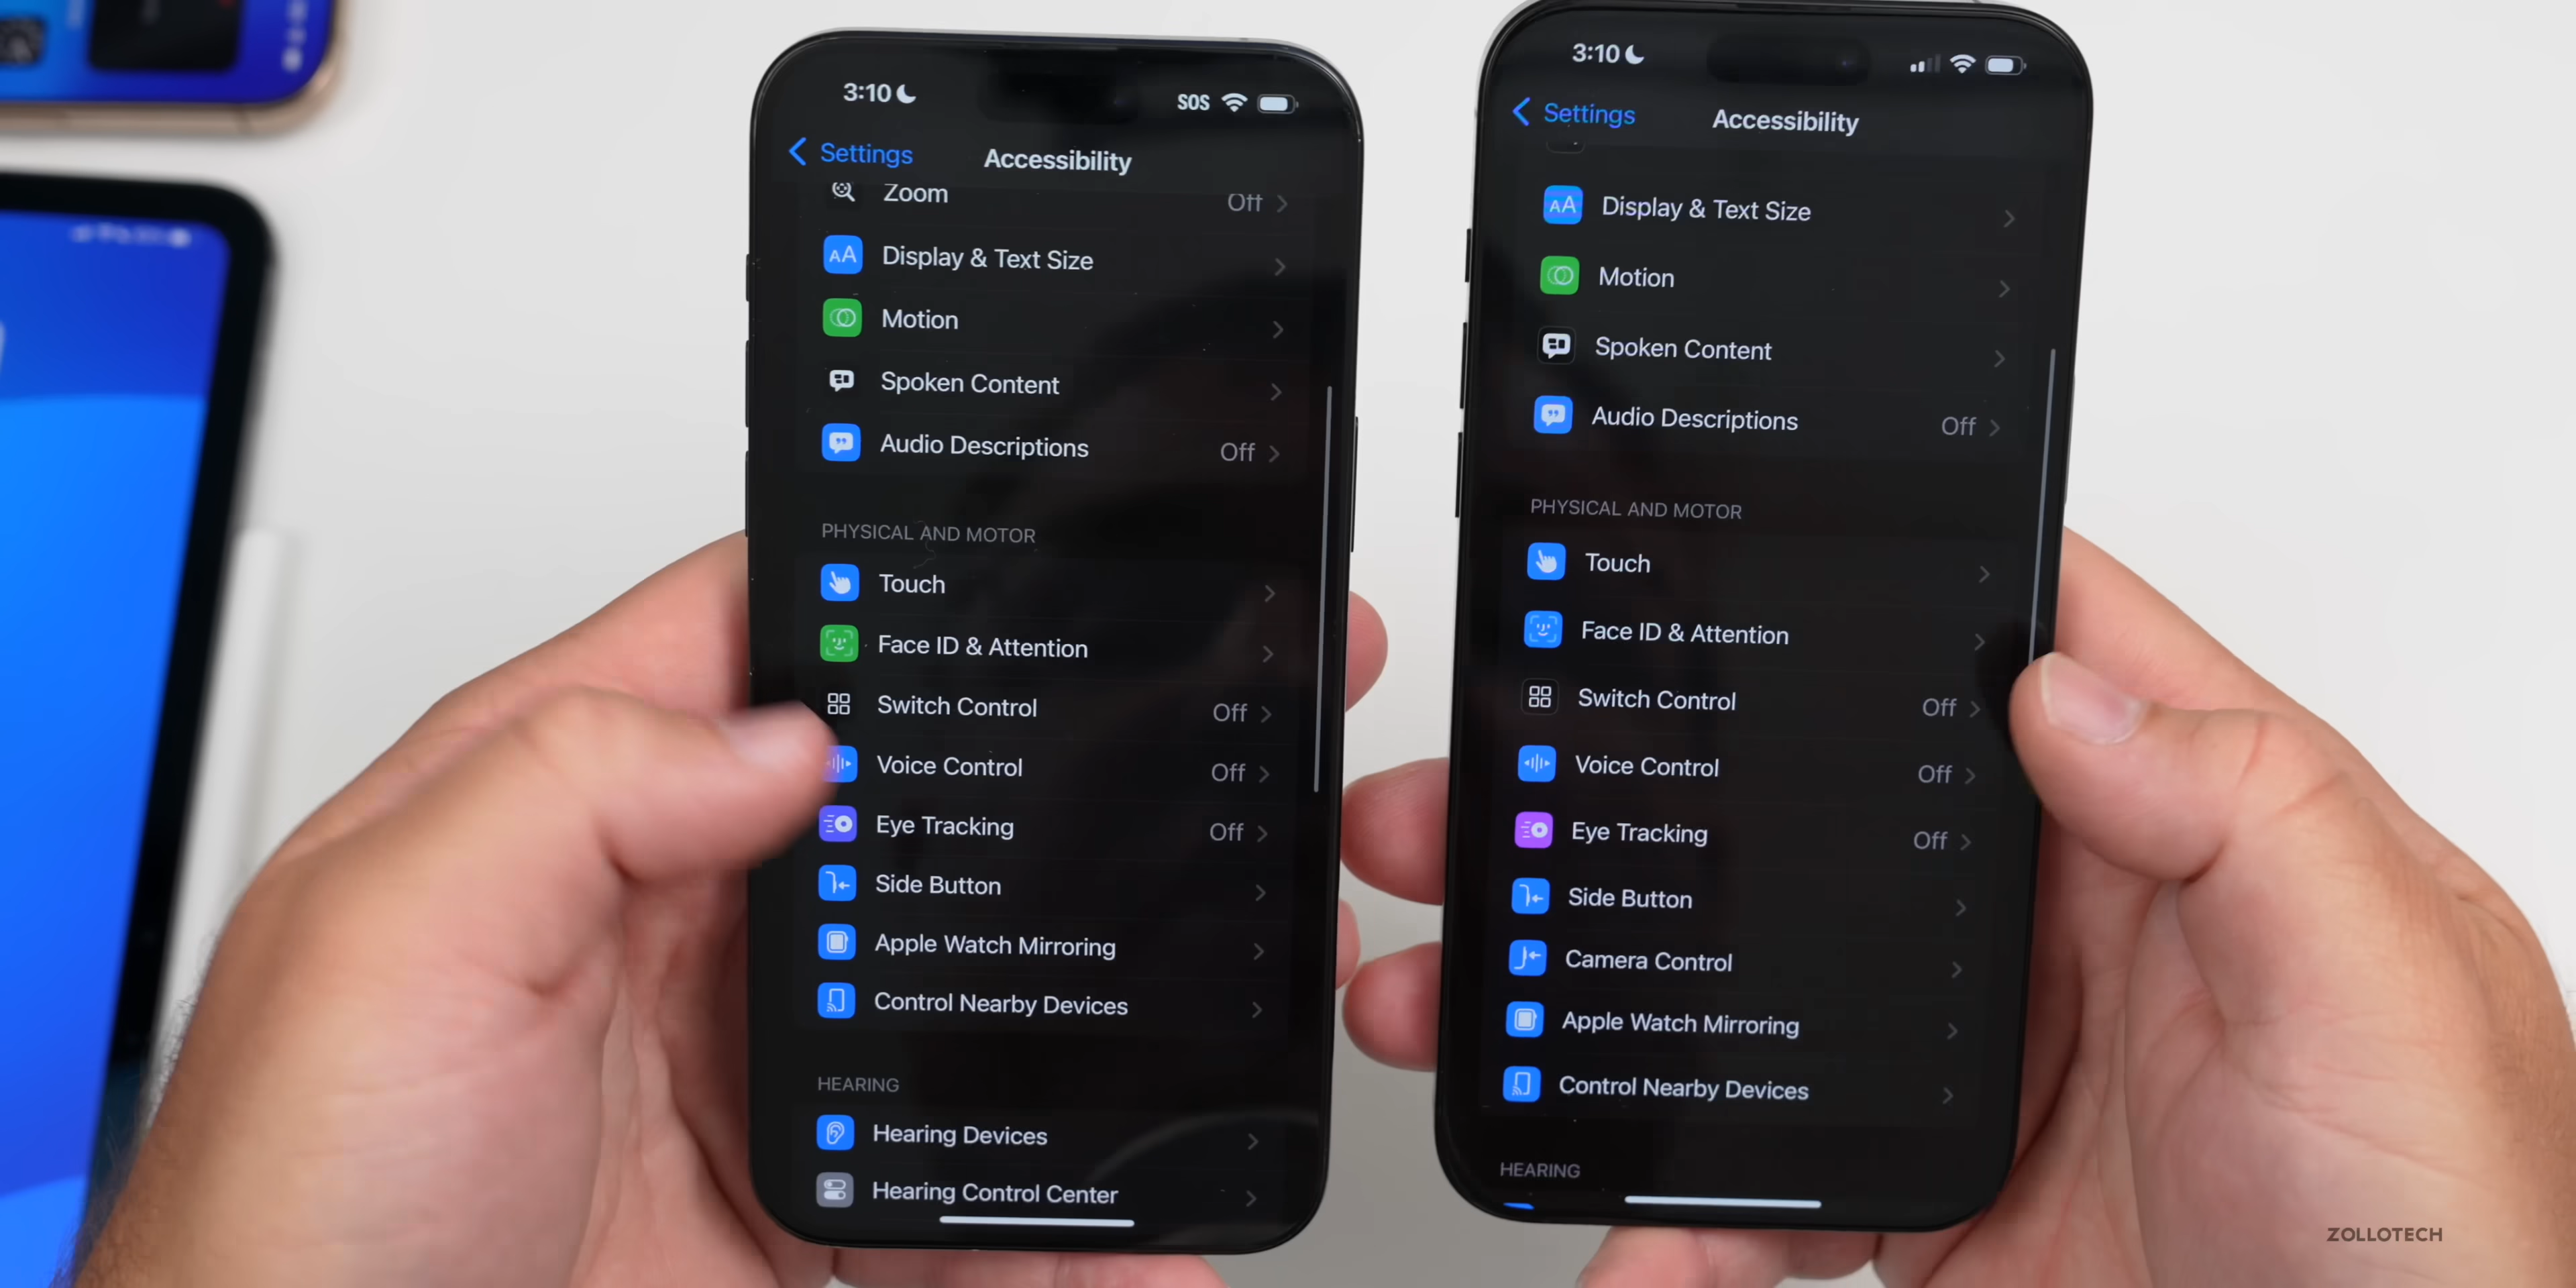 3:10
SOS
Settings
Accessibility
Zoom
Off
Display & Text Size
Motion
Spoken Content
Audio Descriptions
Off
PHYSICAL AND MOTOR
Touch
Face ID & Attention
Switch Control
Off
Voice Control
Off
Eye Tracking
Off
Side Button
Apple Watch Mirroring
Control Nearby Devices
HEARING
Hearing Devices
Hearing Control Center
3:10
Settings
Accessibility
Display & Text Size
Motion
Spoken Content
Audio Descriptions
Off
PHYSICAL AND MOTOR
Touch
Face ID & Attention
Switch Control
Off
Voice Control
Off
Eye Tracking
Off
Side Button
Camera Control
Apple Watch Mirroring
Control Nearby Devices
HEARING
ZOLLOTECH